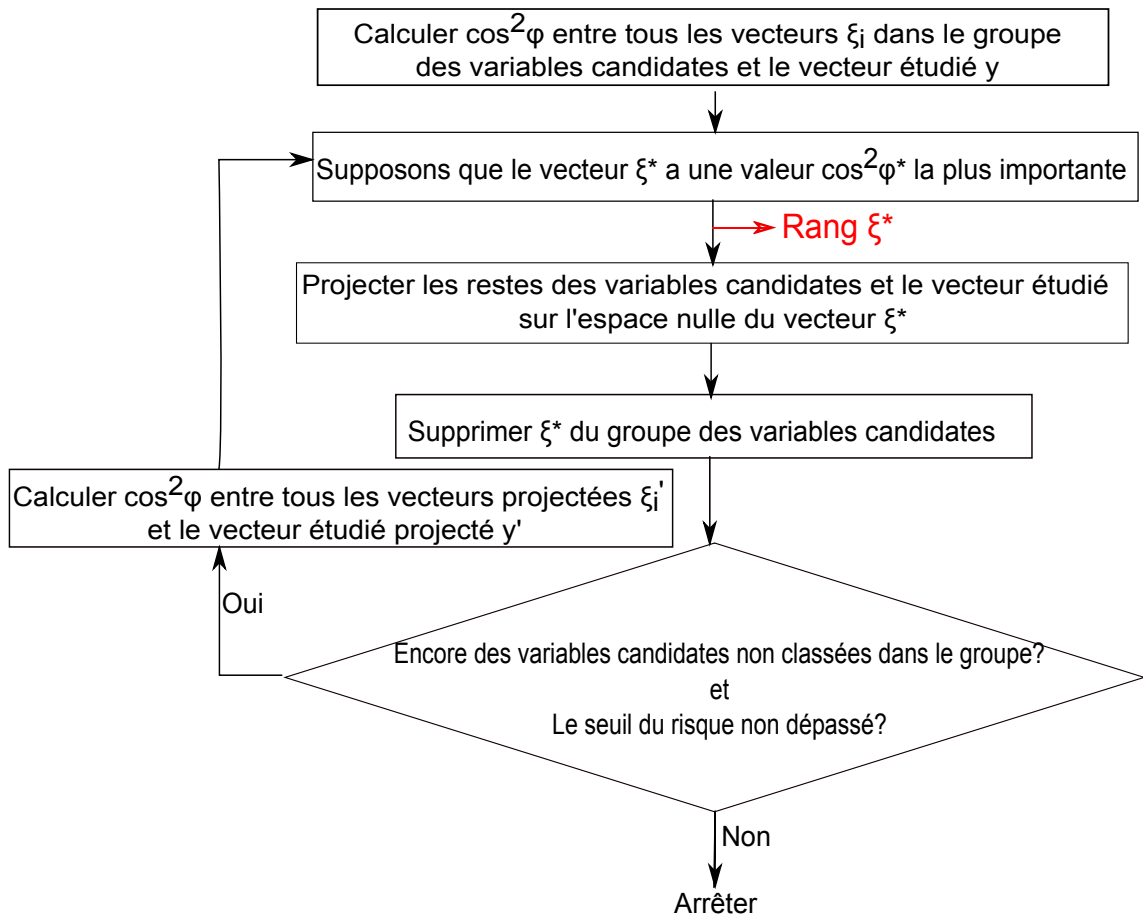 Calculer cos²φ entre tous les vecteurs ξi dans le groupe
des variables candidates et le vecteur étudié y
Supposons que le vecteur ξ* a une valeur cos²φ* la plus importante
Rang ξ*
Projecter les restes des variables candidates et le vecteur étudié
sur l'espace nulle du vecteur ξ*
Supprimer ξ* du groupe des variables candidates
Calculer cos²φ entre tous les vecteurs projectées ξi'
et le vecteur étudié projecté y'
Oui
Encore des variables candidates non classées dans le groupe?
et
Le seuil du risque non dépassé?
Non
Arrêter